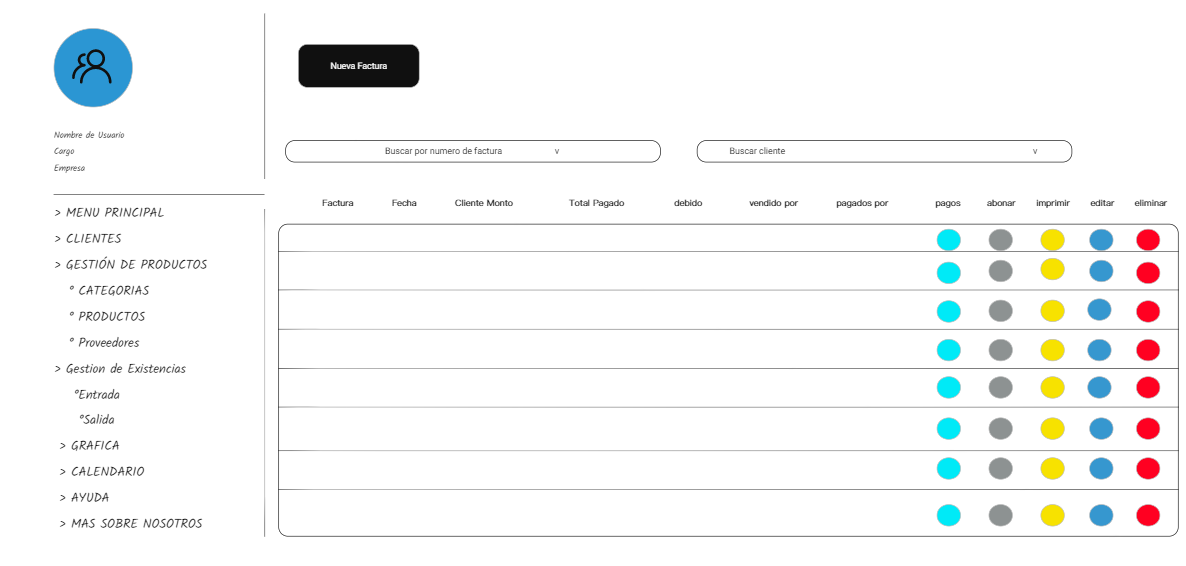 Nombre de Usuario
Cargo
Empresa
> MENU PRINCIPAL
> CLIENTES
> GESTIÓN DE PRODUCTOS
° CATEGORIAS
° PRODUCTOS
° Proveedores
> Gestion de Existencias
°Entrada
°Salida
> GRAFICA
> CALENDARIO
> AYUDA
> MAS SOBRE NOSOTROS
Nueva Factura
Buscar por numero de factura v
Buscar cliente v
Factura Fecha Cliente Monto Total Pagado debido vendido por pagados por pagos abonar imprimir editar eliminar